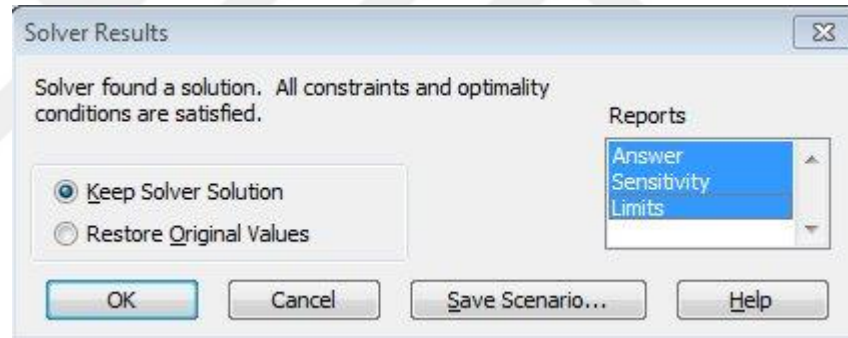 Solver Results
Solver found a solution. All constraints and optimality
conditions are satisfied.
Reports
Answer
Sensitivity
Limits
Keep Solver Solution
Restore Original Values
OK
Cancel
Save Scenario...
Help